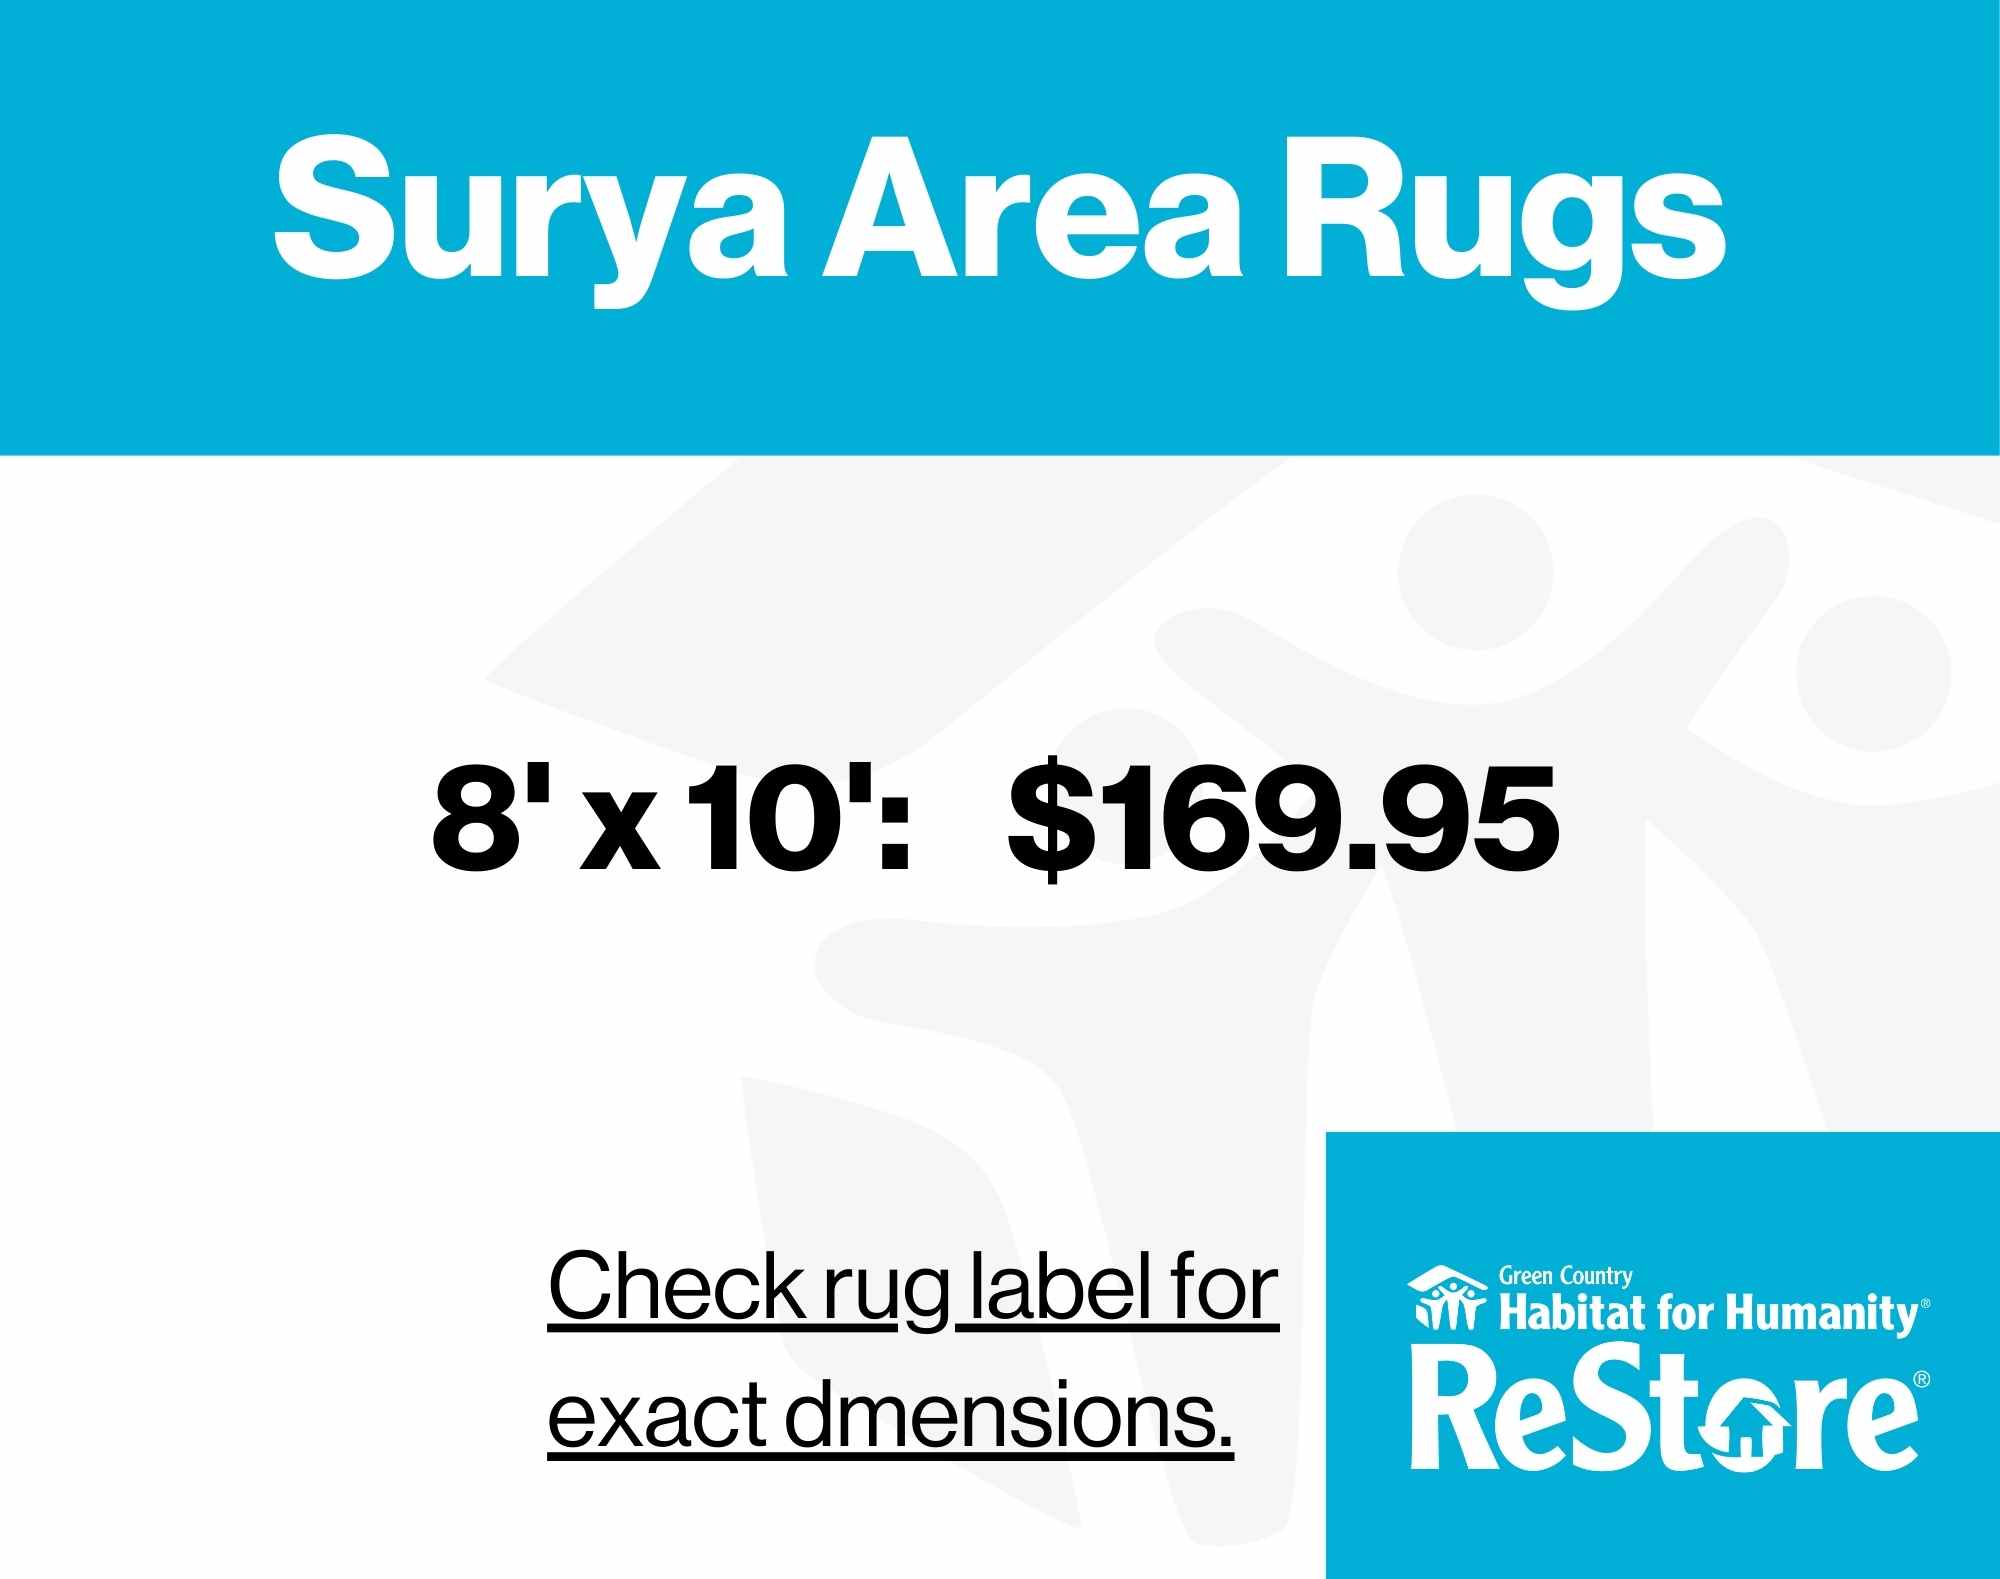 Surya Area Rugs
8' x 10': $169.95
Check rug label for
exact dmensions.
Green Country
Habitat for Humanity®
ReStore®